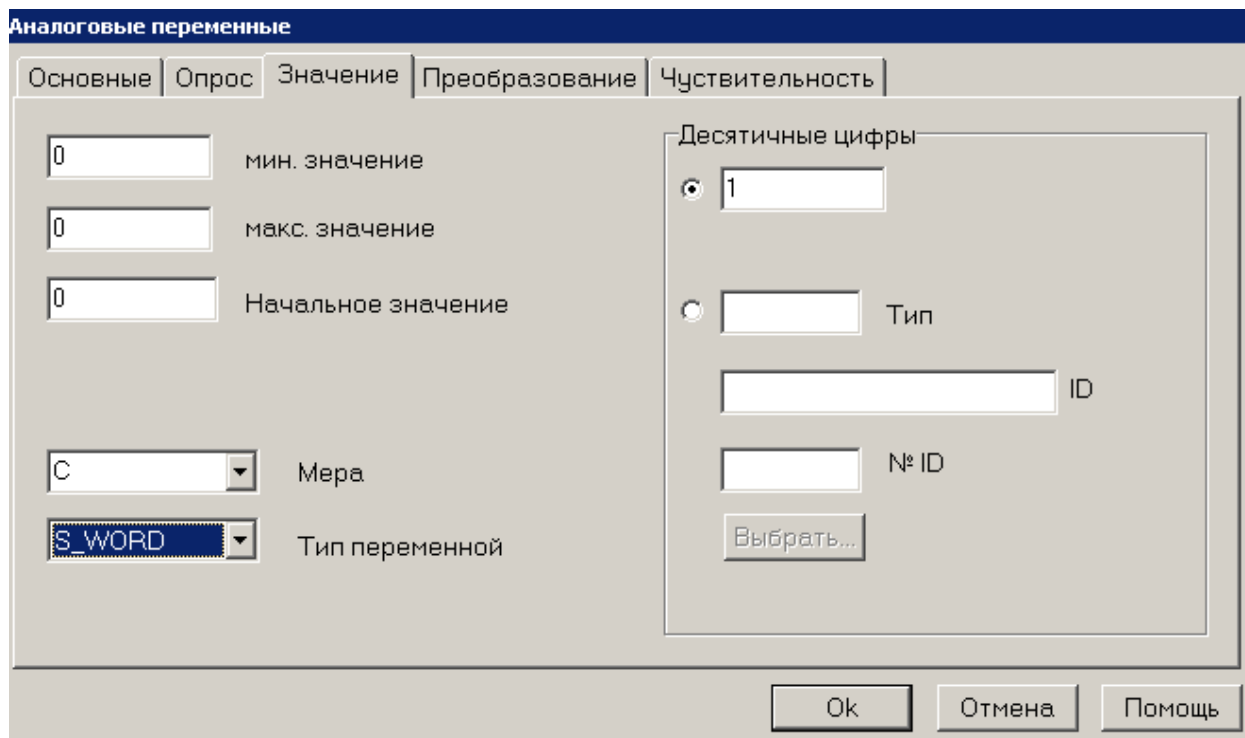 Аналоговые переменные
Основные Опрос Значение Преобразование Чуствительность
0 мин. значение
0 макс. значение
0 Начальное значение
C Мера
S_WORD Тип переменной
Десятичные цифры
1
Тип
ID
№ ID
Выбрать...
Ok Отмена Помощь